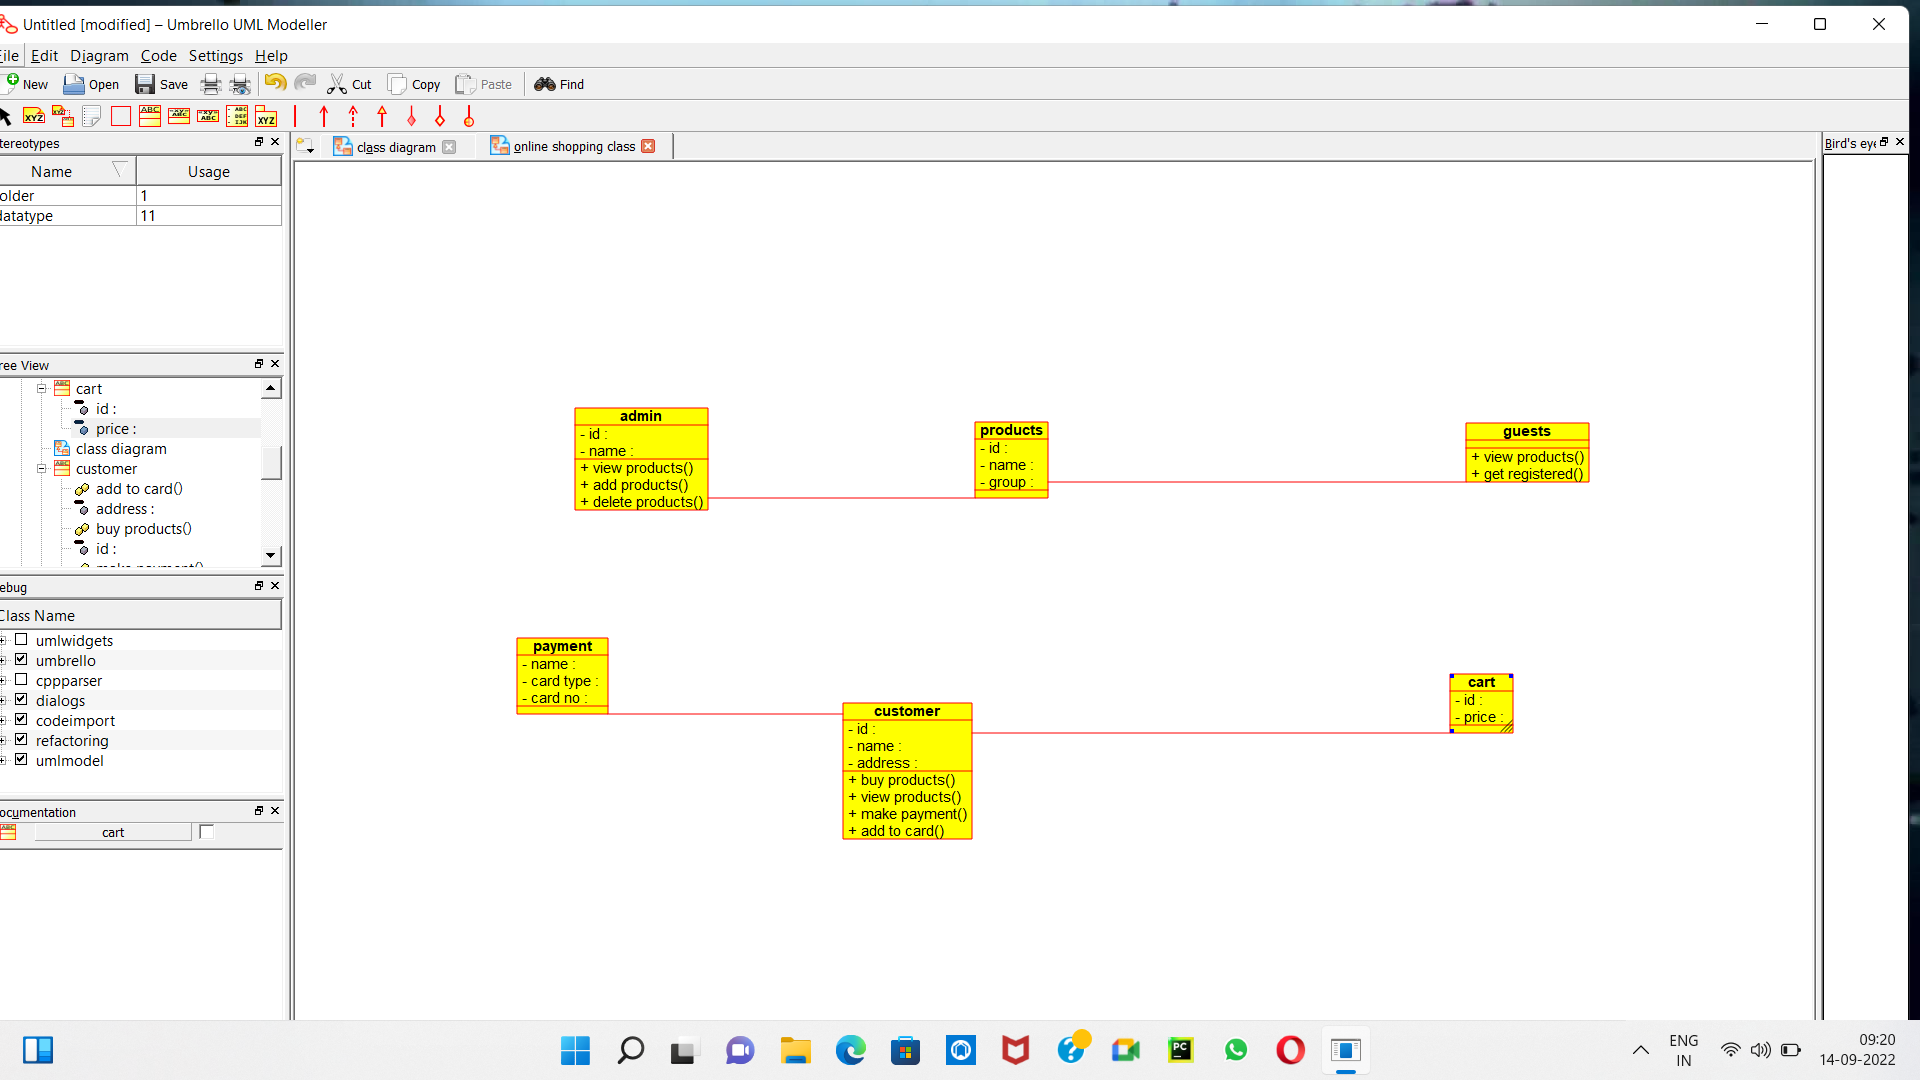 Untitled [modified] – Umbrello UML Modeller
File Edit Diagram Code Settings Help
New Open Save Cut Copy Paste Find
tereotypes
Name Usage
older 1
datatype 11
class diagram
online shopping class
Bird's eye
ree View
cart
id :
price :
class diagram
customer
add to card()
address :
buy products()
id :
make payment()
ebug
Class Name
umlwidgets
umbrello
cppparser
dialogs
codeimport
refactoring
umlmodel
ocumentation
cart
admin
- id :
- name :
+ view products()
+ add products()
+ delete products()
products
- id :
- name :
- group :
guests
+ view products()
+ get registered()
payment
- name :
- card type :
- card no :
customer
- id :
- name :
- address :
+ buy products()
+ view products()
+ make payment()
+ add to card()
cart
- id :
- price :
ENG
IN
09:20
14-09-2022